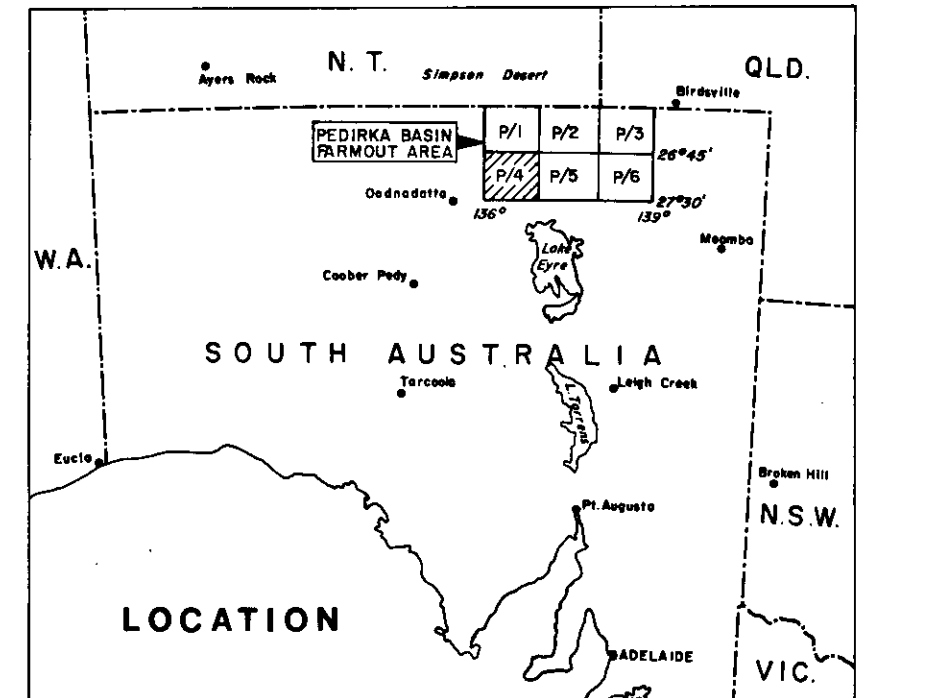 N. T.
Simpson Desert
QLD.
Ayers Rock
Birdsville
PEDIRKA BASIN
FARMOUT AREA
P/1
P/2
P/3
26°45'
P/4
P/5
P/6
27°30'
Oodnadatta
136°
139°
Moomba
W.A.
Lake
Eyre
Coober Pedy
SOUTH AUSTRALIA
Tarcoola
L. Torrens
Leigh Creek
Eucla
Broken Hill
Pt. Augusta
N.S.W.
LOCATION
ADELAIDE
VIC.